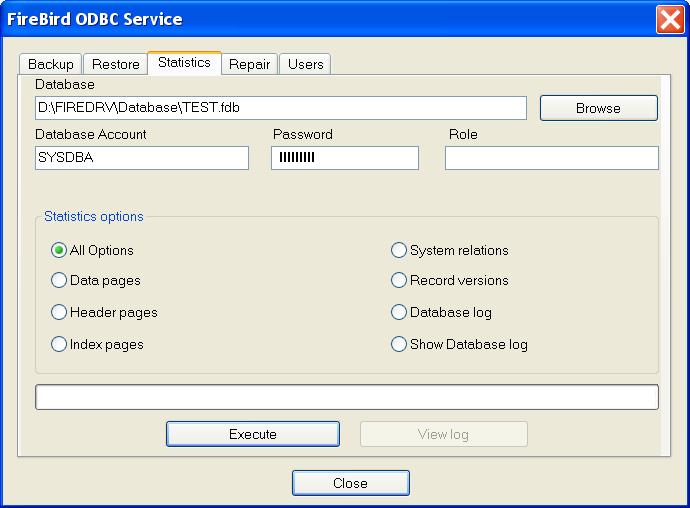 FireBird ODBC Service
Backup Restore Statistics Repair Users
Database
D:\FIREDRV\Database\TEST.fdb Browse
Database Account Password Role
SYSDBA
Statistics options
All Options System relations
Data pages Record versions
Header pages Database log
Index pages Show Database log
Execute View log
Close